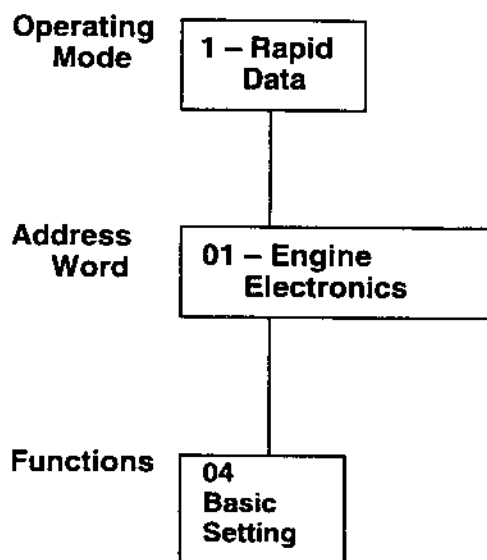 Operating
Mode
1 – Rapid
Data
Address
Word
01 – Engine
Electronics
Functions
04
Basic
Setting